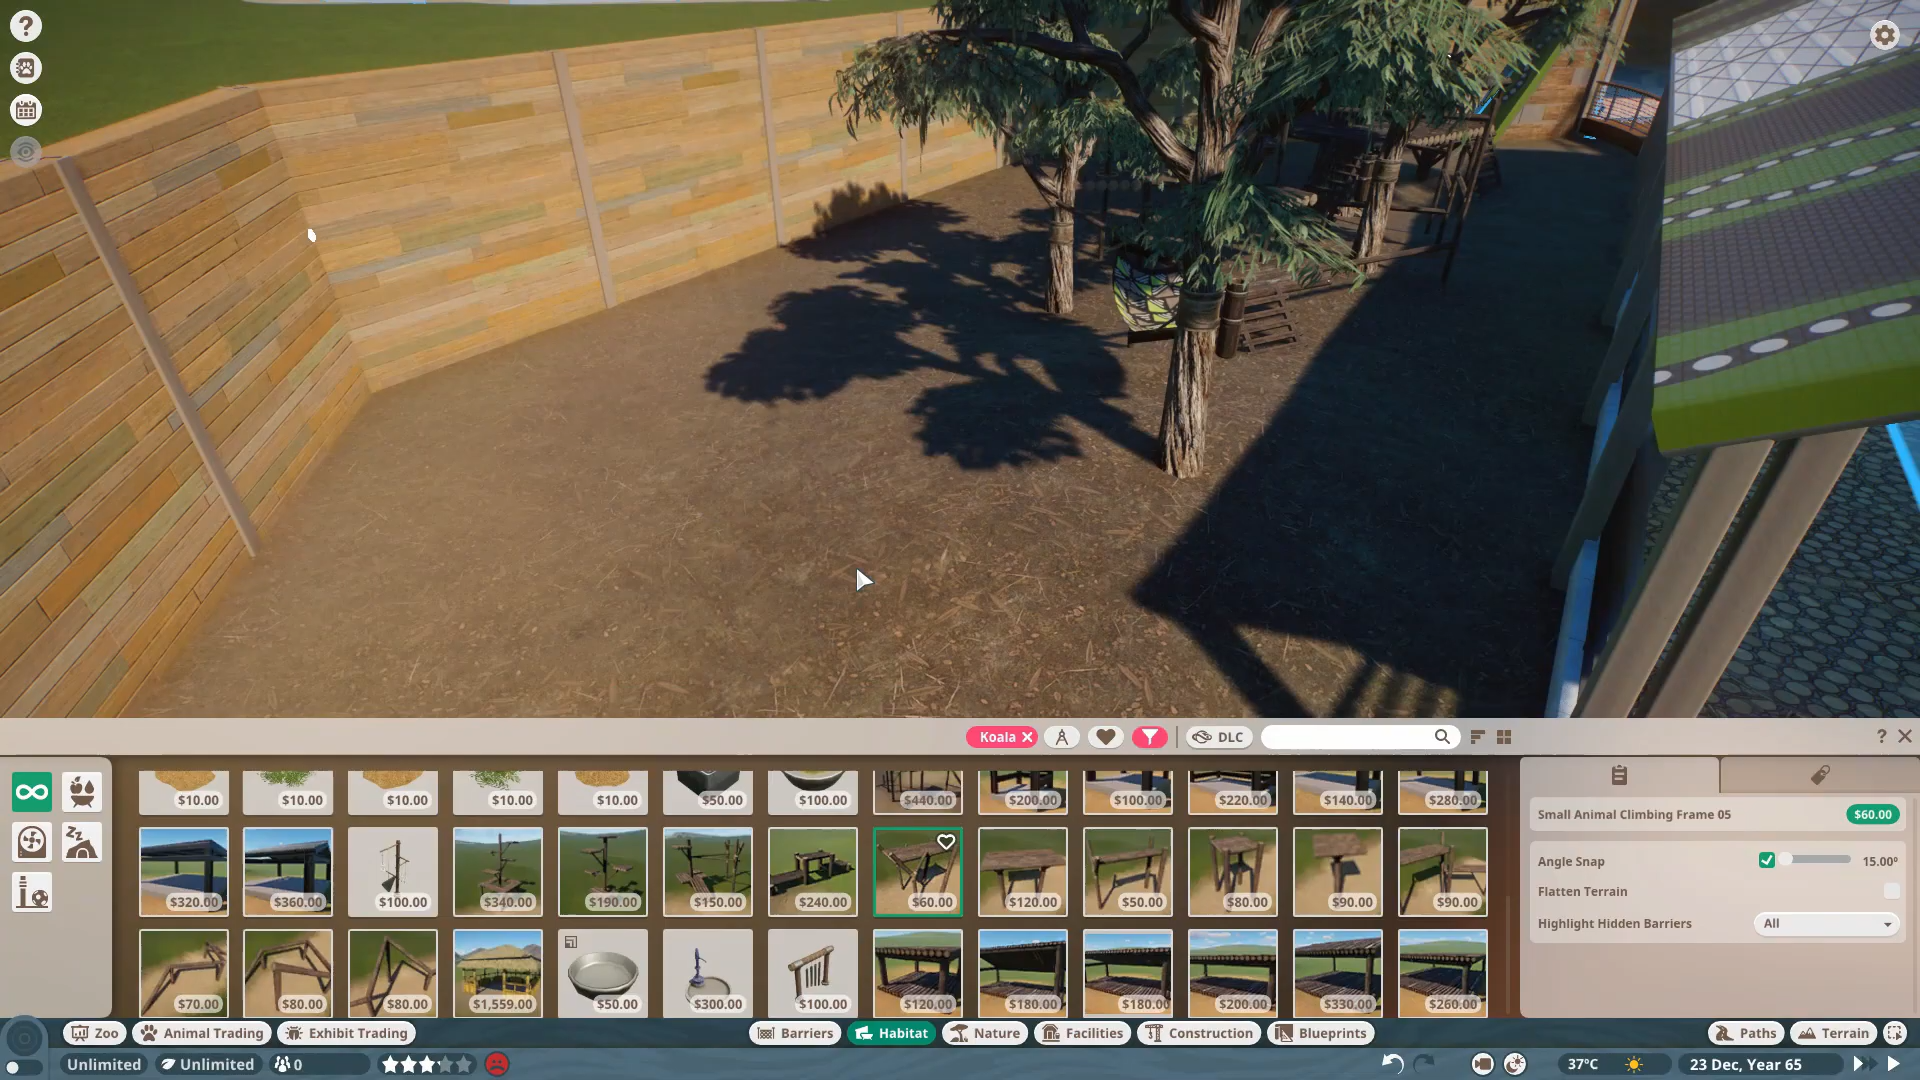 Koala
DLC
$10.00 $10.00 $10.00 $10.00 $10.00 $50.00 $100.00 $440.00 $200.00 $100.00 $220.00 $140.00 $280.00
Small Animal Climbing Frame 05 $60.00
Angle Snap 15.00°
Flatten Terrain
Highlight Hidden Barriers All
$320.00 $360.00 $100.00 $340.00 $190.00 $150.00 $240.00 $60.00 $120.00 $50.00 $80.00 $90.00 $90.00
$70.00 $80.00 $80.00 $1,559.00 $50.00 $300.00 $100.00 $120.00 $180.00 $180.00 $200.00 $330.00 $260.00
Zoo Animal Trading Exhibit Trading Barriers Habitat Nature Facilities Construction Blueprints Paths Terrain
Unlimited Unlimited 0 37°C 23 Dec, Year 65